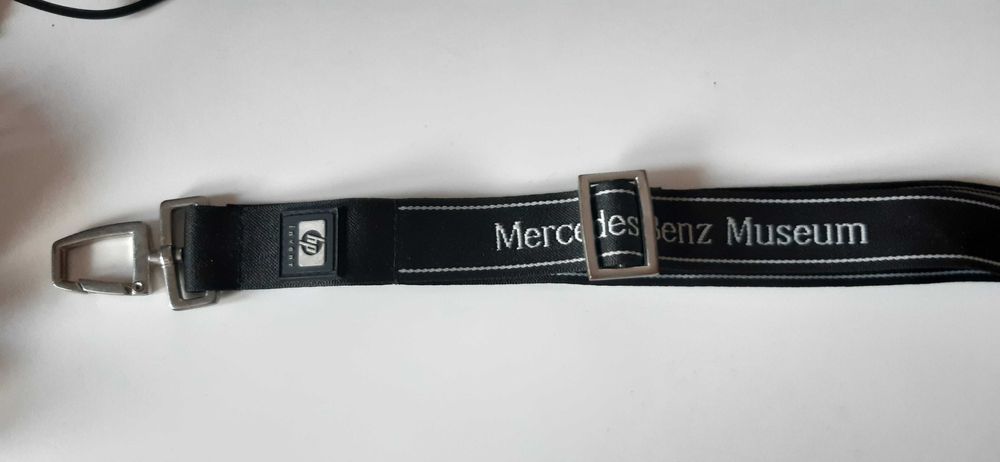 hp
invent
Mercedes Benz Museum